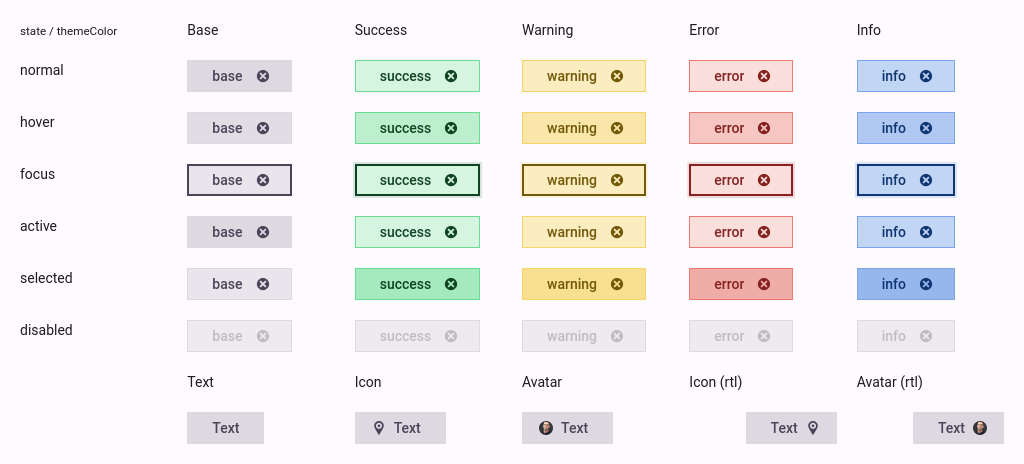 state / themeColor Base Success Warning Error Info
normal base success warning error info
hover base success warning error info
focus base success warning error info
active base success warning error info
selected base success warning error info
disabled base success warning error info
Text Icon Avatar Icon (rtl) Avatar (rtl)
Text Text Text Text Text